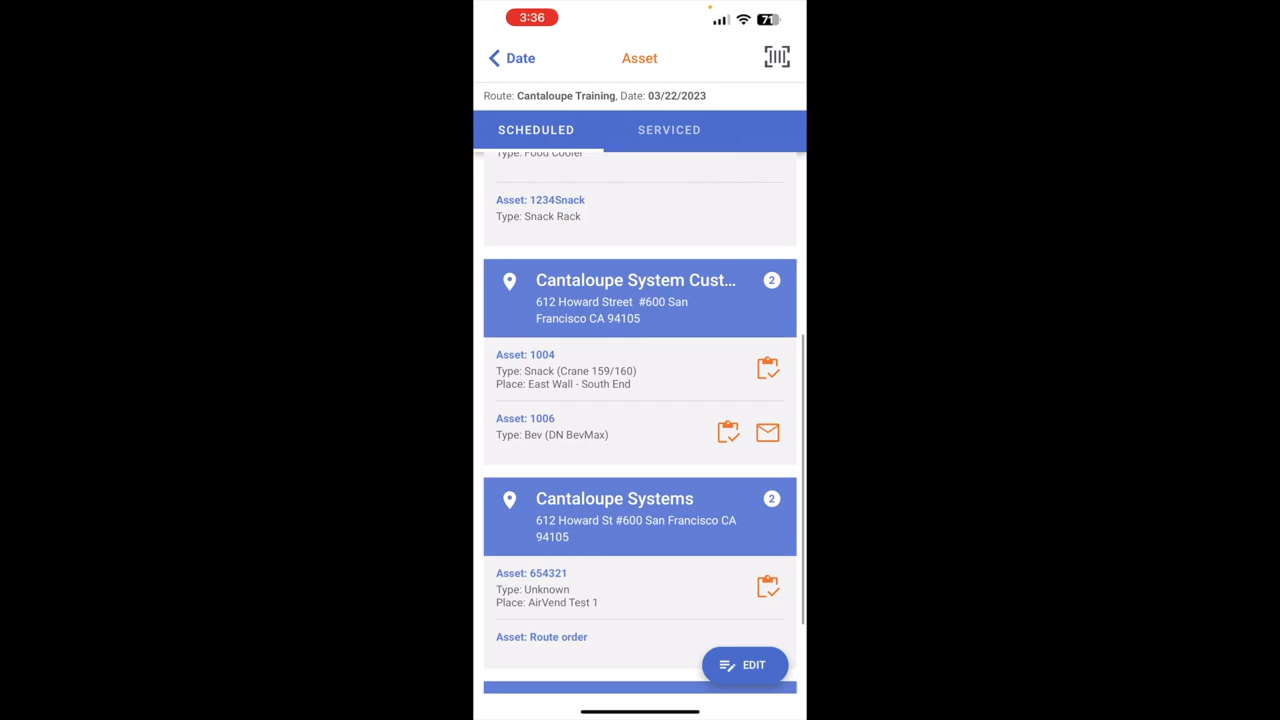 3:36
71
Date
Asset
Route: Cantaloupe Training, Date: 03/22/2023
SCHEDULED
SERVICED
Type: Food Cooler
Asset: 1234Snack
Type: Snack Rack
Cantaloupe System Cust...
2
612 Howard Street #600 San
Francisco CA 94105
Asset: 1004
Type: Snack (Crane 159/160)
Place: East Wall - South End
Asset: 1006
Type: Bev (DN BevMax)
Cantaloupe Systems
2
612 Howard St #600 San Francisco CA
94105
Asset: 654321
Type: Unknown
Place: AirVend Test 1
Asset: Route order
EDIT